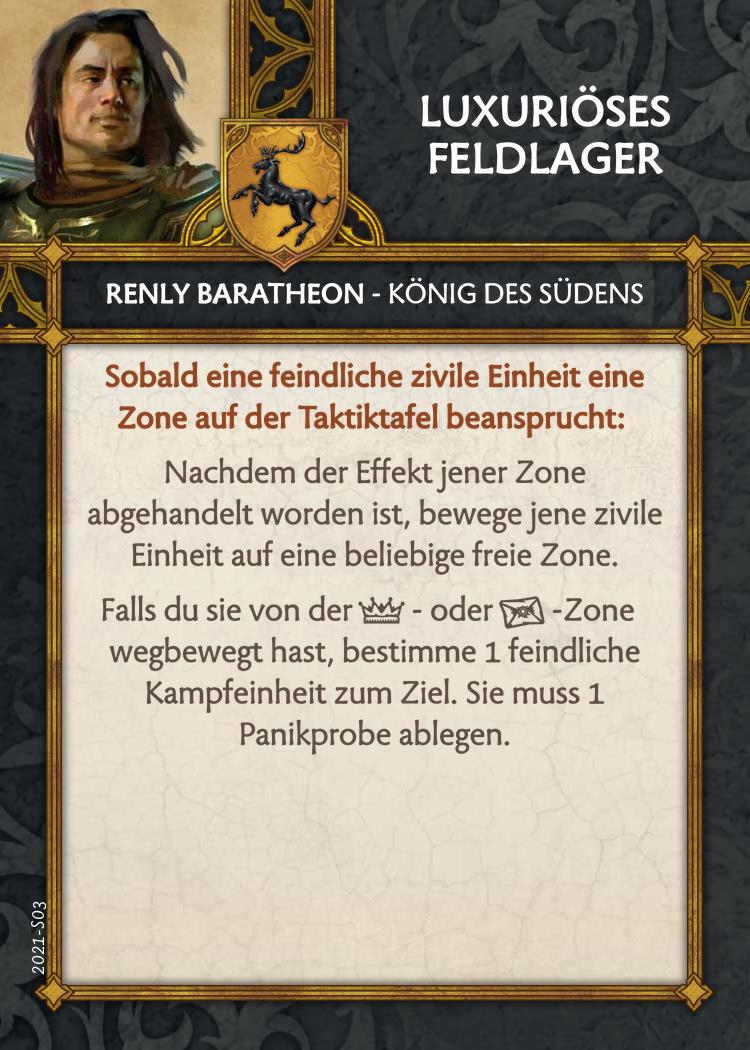 LUXURIÖSES
FELDLAGER
RENLY BARATHEON - KÖNIG DES SÜDENS
Sobald eine feindliche zivile Einheit eine
Zone auf der Taktiktafel beansprucht:
Nachdem der Effekt jener Zone
abgehandelt worden ist, bewege jene zivile
Einheit auf eine beliebige freie Zone.
Falls du sie von der - oder -Zone
wegbewegt hast, bestimme 1 feindliche
Kampfeinheit zum Ziel. Sie muss 1
Panikprobe ablegen.
2021-S03